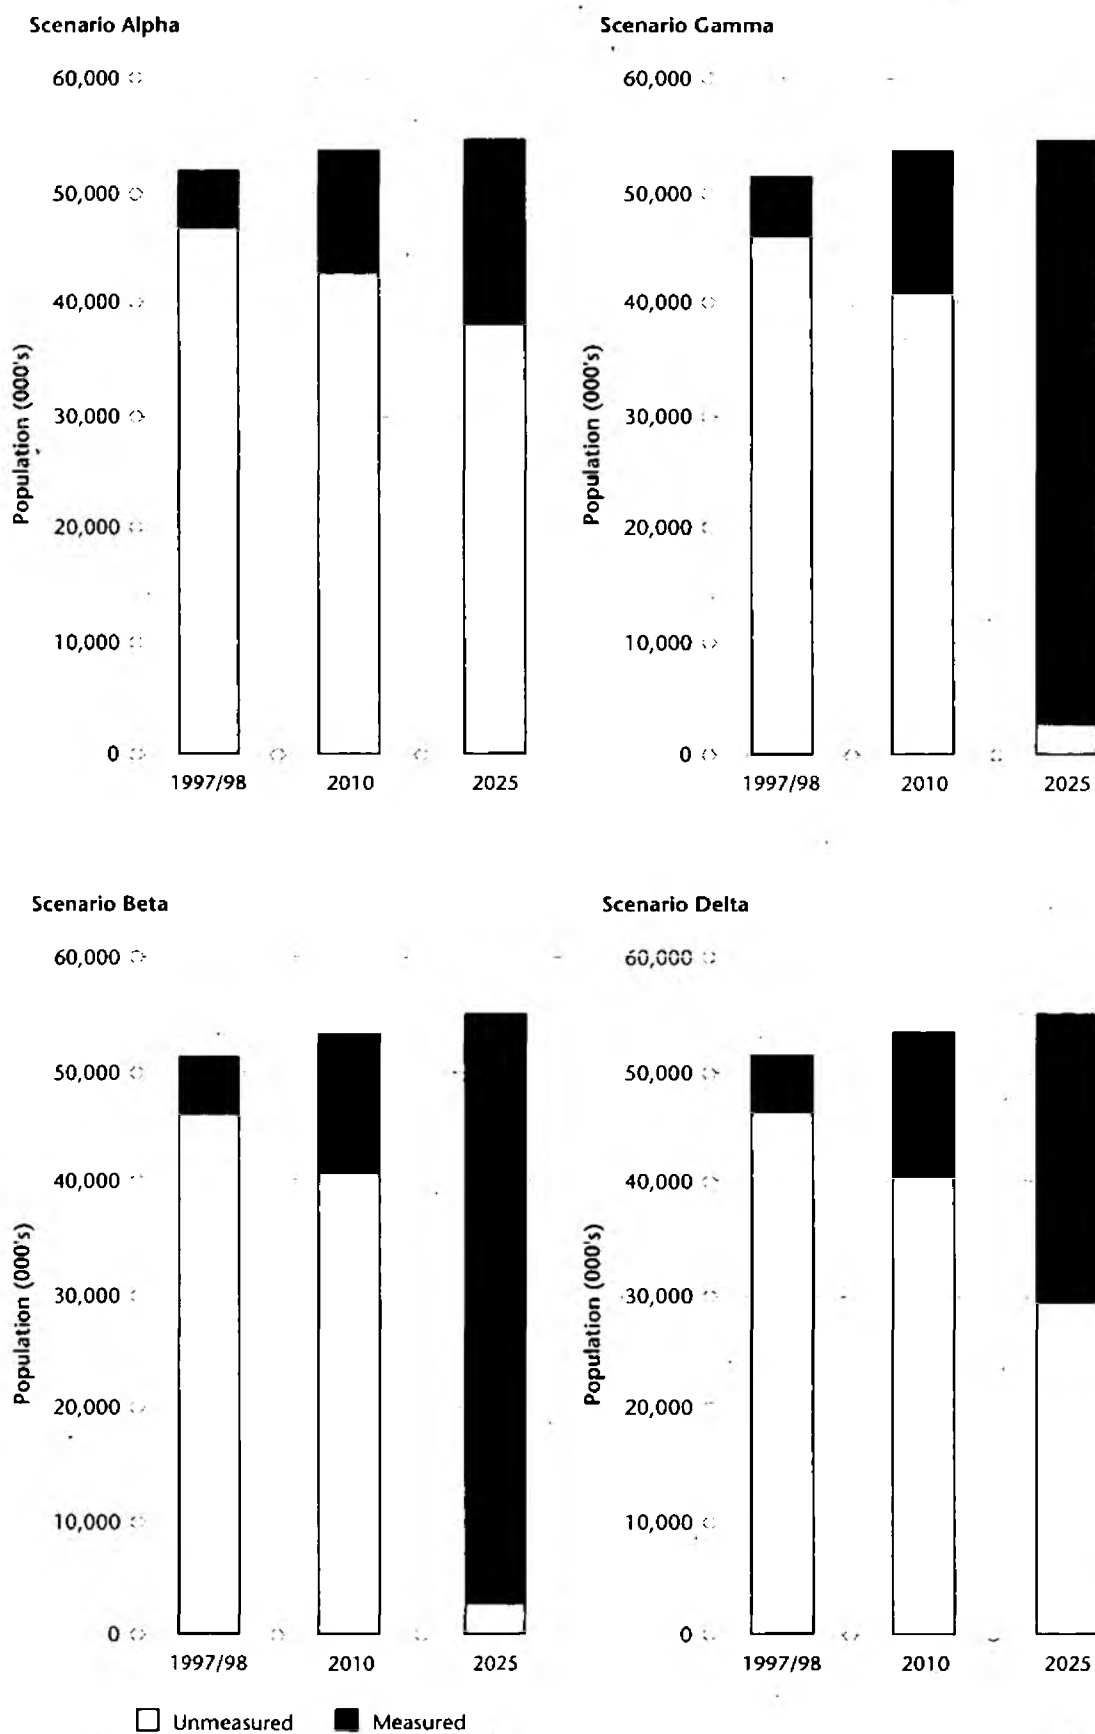 Scenario Alpha
60,000
50,000
40,000
30,000
20,000
10,000
0
Population (000's)
1997/98 2010 2025
Scenario Gamma
60,000
50,000
40,000
30,000
20,000
10,000
0
Population (000's)
1997/98 2010 2025
Scenario Beta
60,000
50,000
40,000
30,000
20,000
10,000
0
Population (000's)
1997/98 2010 2025
Scenario Delta
60,000
50,000
40,000
30,000
20,000
10,000
0
Population (000's)
1997/98 2010 2025
Unmeasured Measured